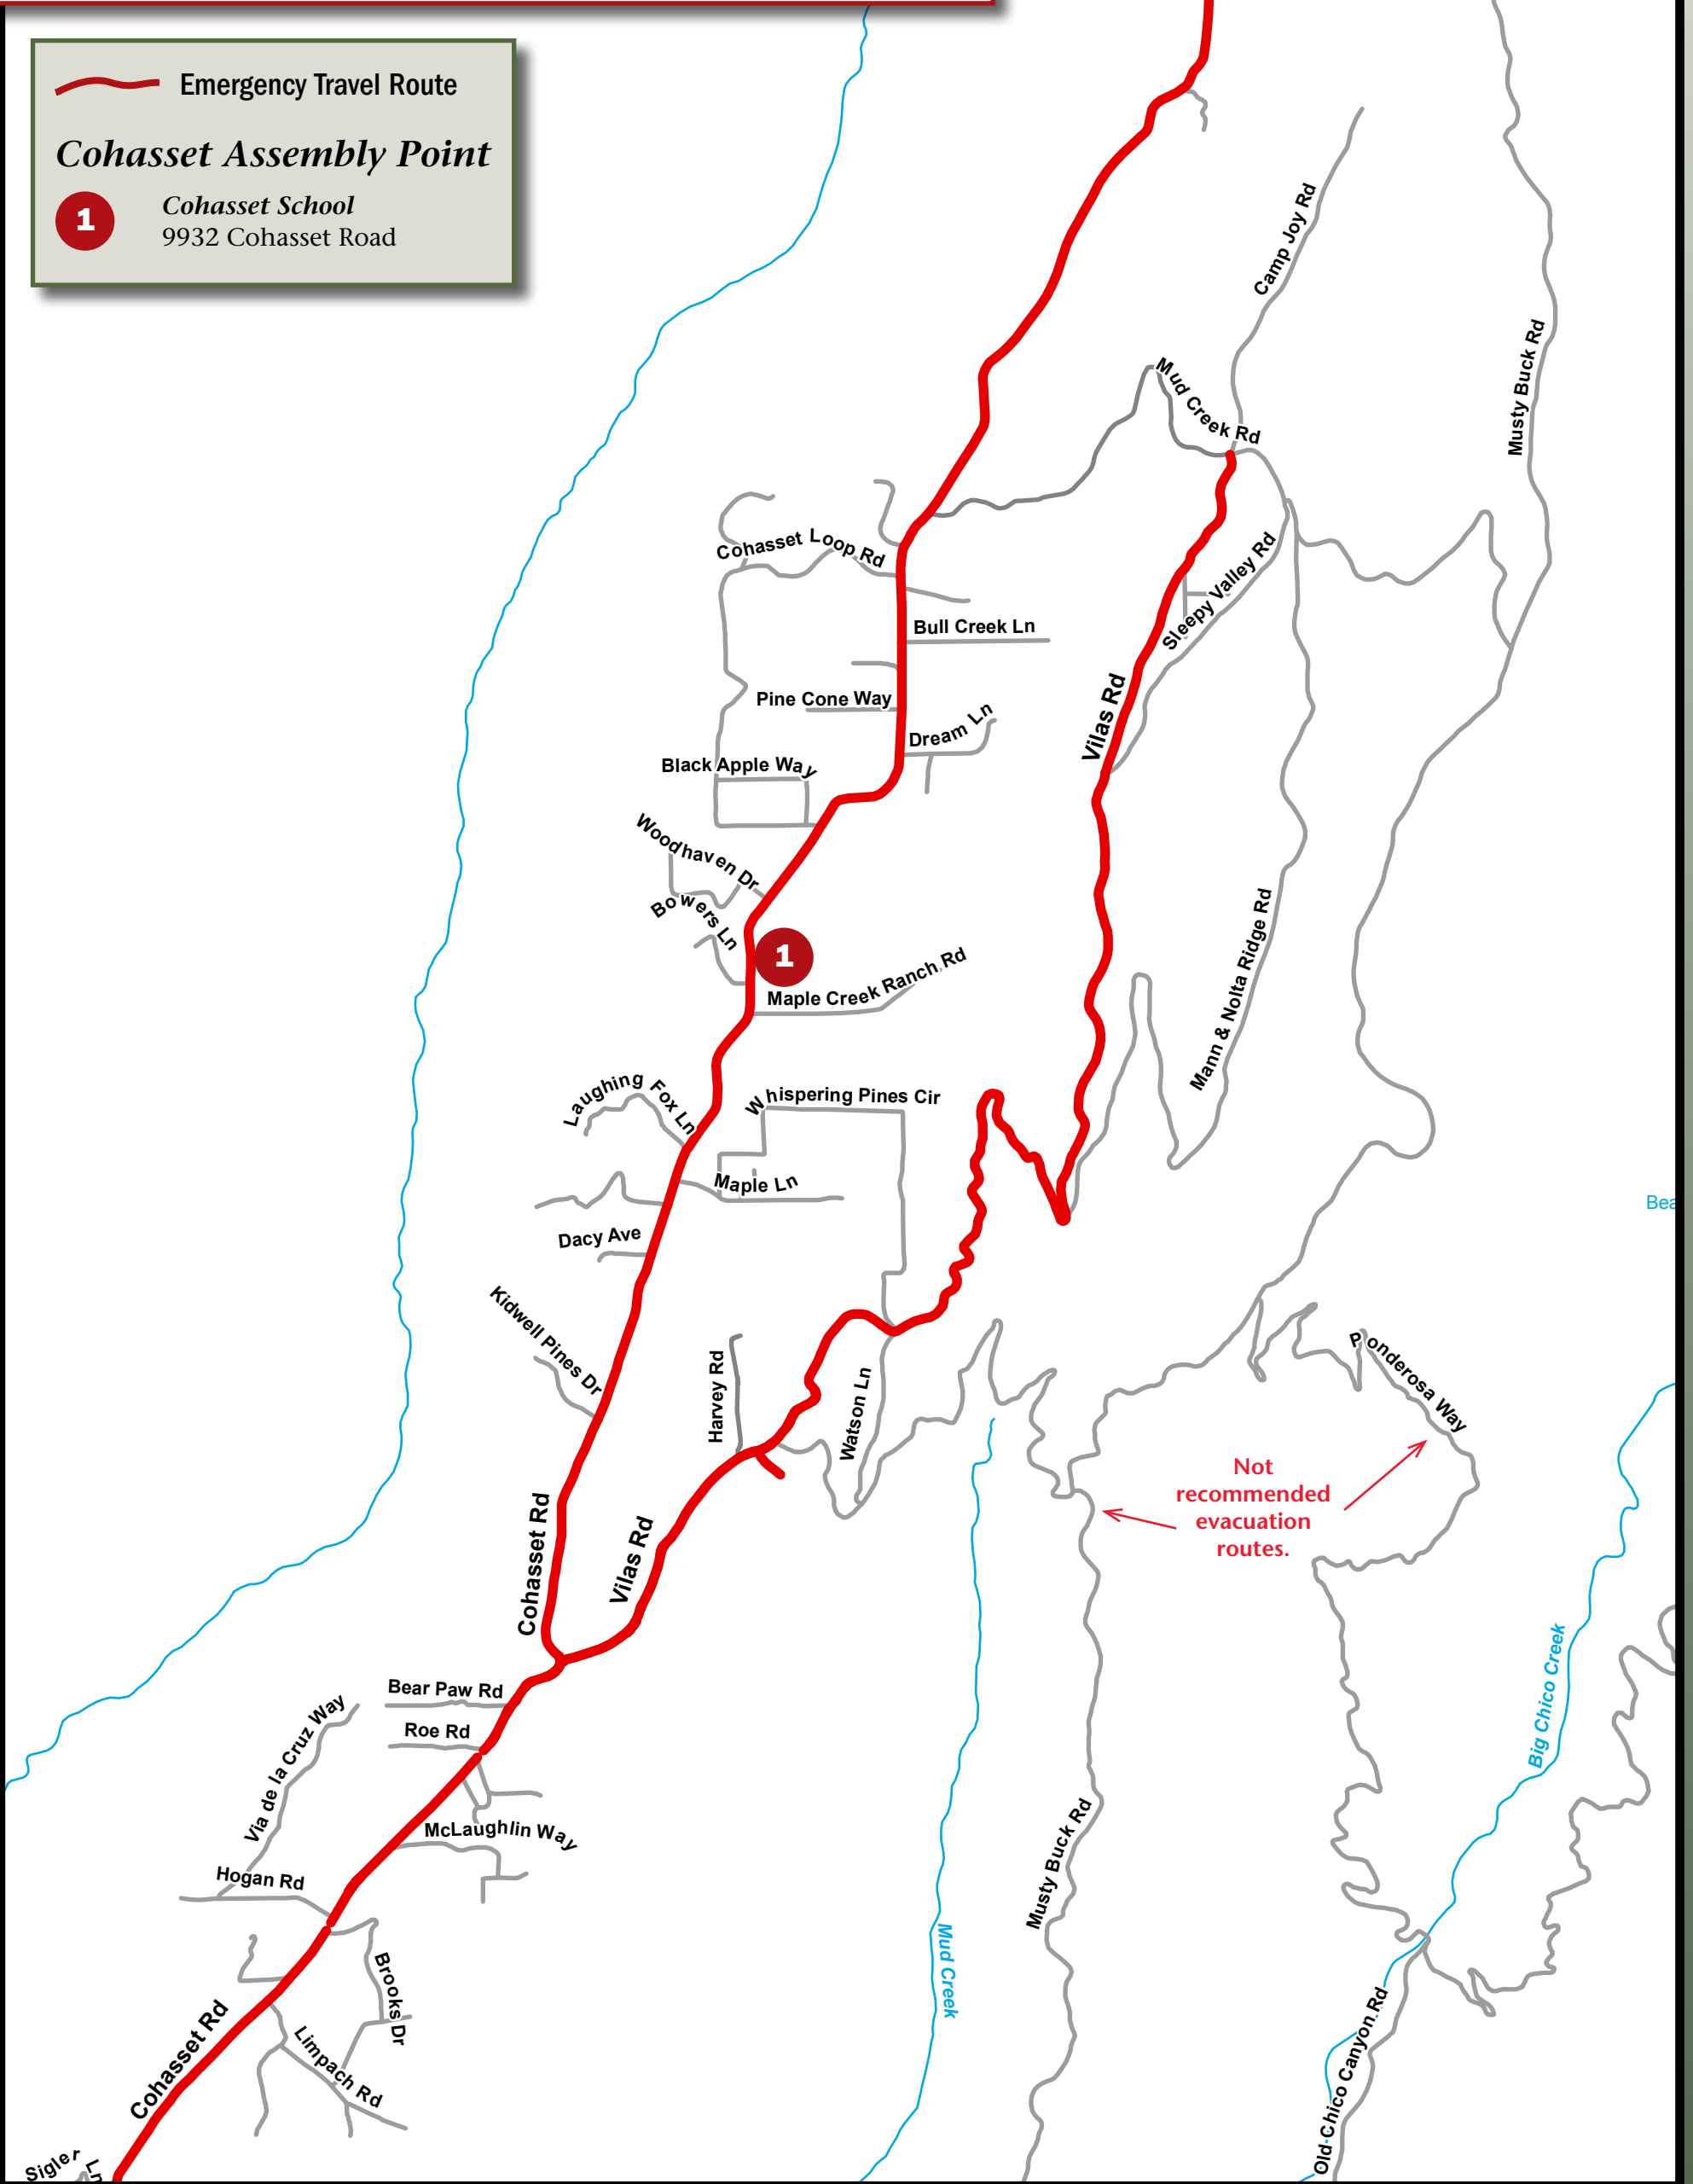 Emergency Travel Route
Cohasset Assembly Point
1
Cohasset School
9932 Cohasset Road
Camp Joy Rd
Musty Buck Rd
Mud Creek Rd
Cohasset Loop Rd
Sleepy Valley Rd
Bull Creek Ln
Pine Cone Way
Vilas Rd
Dream Ln
Black Apple Way
Woodhaven Dr
Bowers Ln
1
Maple Creek Ranch Rd
Mann & Nolta Ridge Rd
Laughing Fox Ln
Whispering Pines Cir
Maple Ln
Bea
Dacy Ave
Kidwell Pines Dr
Harvey Rd
Watson Ln
Ponderosa Way
Not
recommended
evacuation
routes.
Cohasset Rd
Vilas Rd
Big Chico Creek
Bear Paw Rd
Roe Rd
Via de la Cruz Way
McLaughlin Way
Musty Buck Rd
Hogan Rd
Mud Creek
Brooks Dr
Cohasset Rd
Limpach Rd
Old Chico Canyon Rd
Sigler Ln